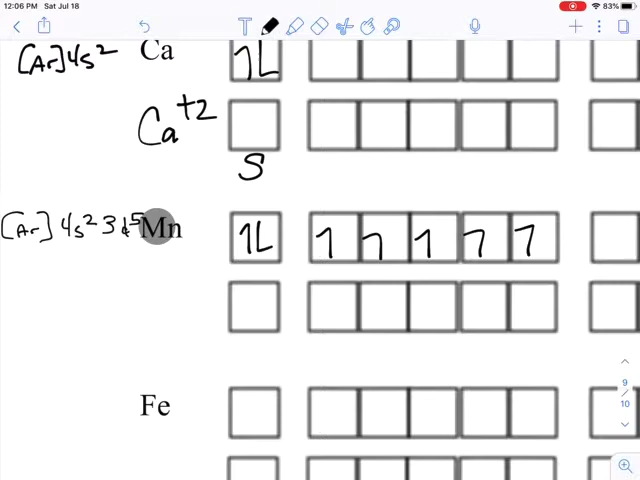 12:06 PM Sat Jul 18 83%
[Ar]4s² Ca 1L
Ca⁺²
S
[Ar] 4s² 3d⁵ Mn 1L 1 1 1 1 1
9
/
10
Fe